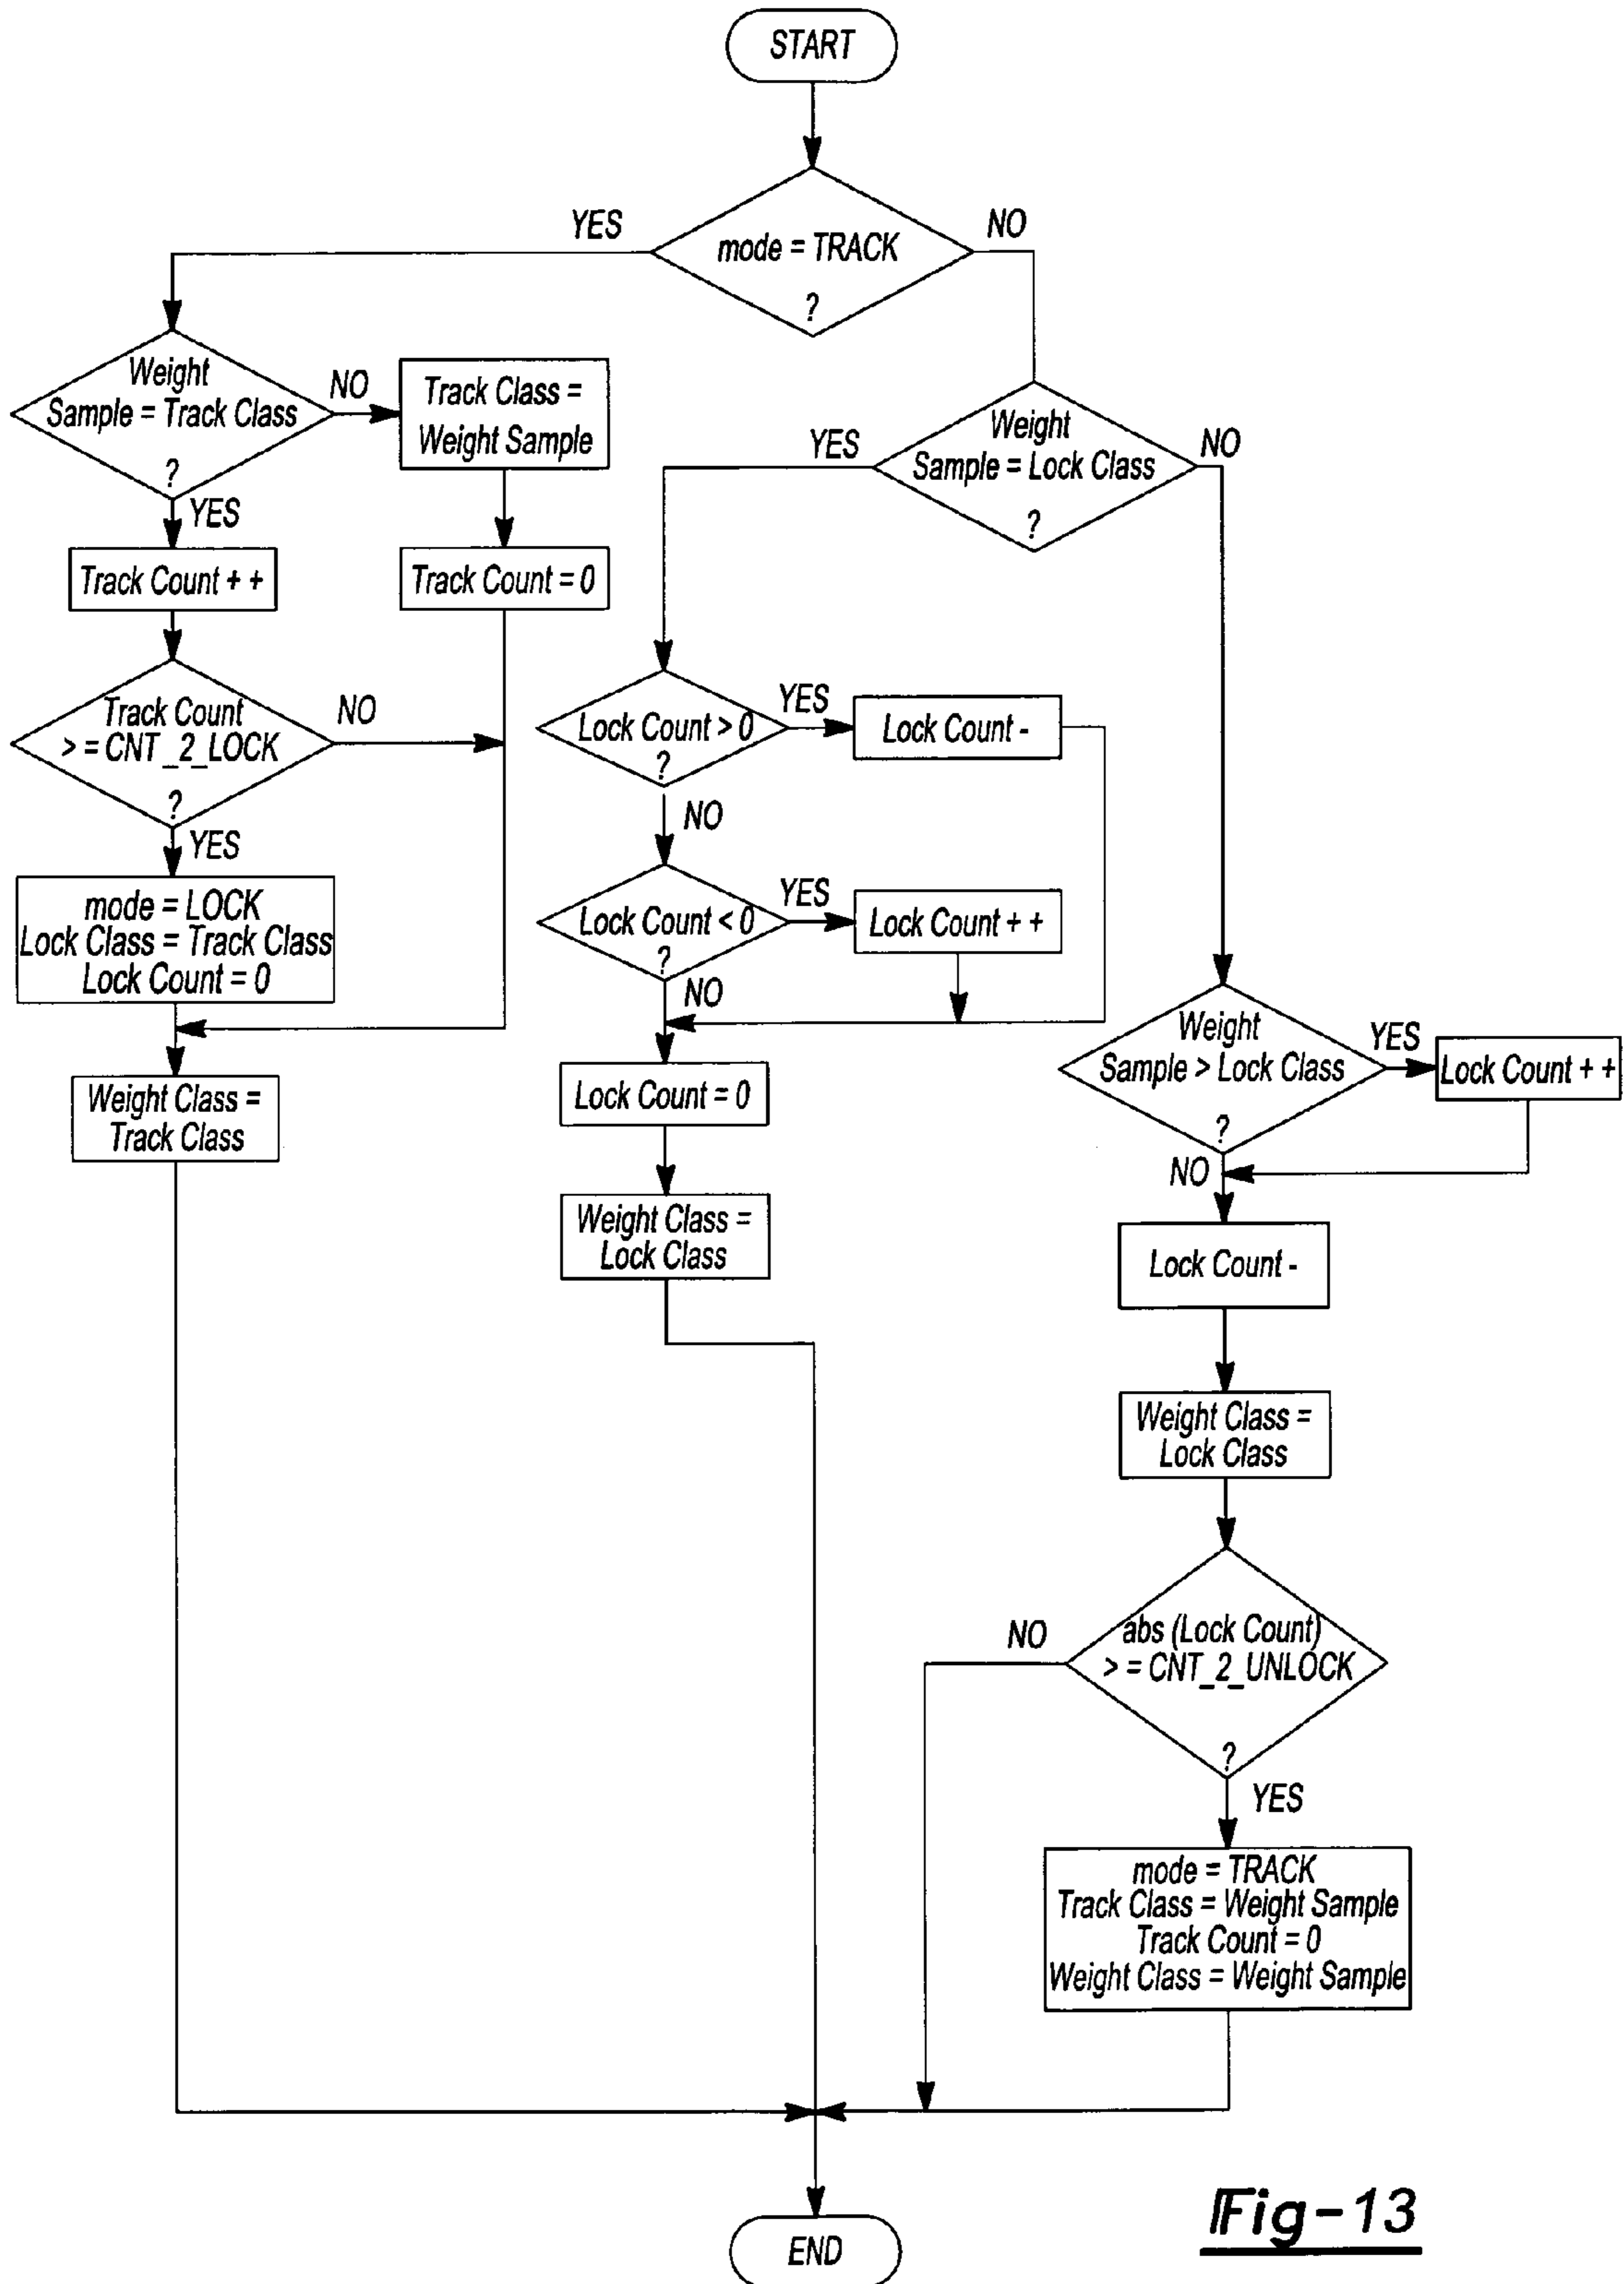 START
YES
NO
mode = TRACK
?
Weight
Sample = Track Class
?
NO
Track Class =
Weight Sample
YES
Weight
Sample = Lock Class
?
NO
YES
Track Count + +
Track Count = 0
Track Count
> = CNT_2_LOCK
?
NO
YES
Lock Count > 0
?
YES
Lock Count -
NO
mode = LOCK
Lock Class = Track Class
Lock Count = 0
Lock Count < 0
?
YES
Lock Count + +
NO
Weight Class =
Track Class
Lock Count = 0
Weight Class =
Lock Class
Weight
Sample > Lock Class
?
YES
Lock Count + +
NO
Lock Count -
Weight Class =
Lock Class
NO
abs (Lock Count)
> = CNT_2_UNLOCK
?
YES
mode = TRACK
Track Class = Weight Sample
Track Count = 0
Weight Class = Weight Sample
END
Fig-13